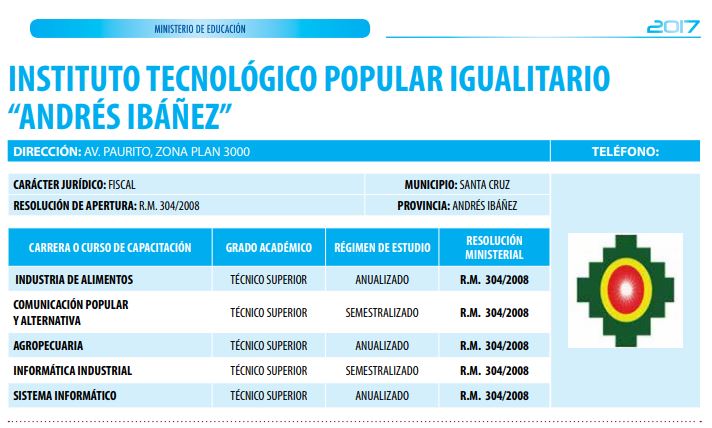 MINISTERIO DE EDUCACIÓN
2017
INSTITUTO TECNOLÓGICO POPULAR IGUALITARIO
“ANDRÉS IBÁÑEZ”
DIRECCIÓN: AV. PAURITO, ZONA PLAN 3000 TELÉFONO:
CARÁCTER JURÍDICO: FISCAL MUNICIPIO: SANTA CRUZ
RESOLUCIÓN DE APERTURA: R.M. 304/2008 PROVINCIA: ANDRÉS IBÁÑEZ
CARRERA O CURSO DE CAPACITACIÓN GRADO ACADÉMICO RÉGIMEN DE ESTUDIO RESOLUCIÓN
MINISTERIAL
INDUSTRIA DE ALIMENTOS TÉCNICO SUPERIOR ANUALIZADO R.M. 304/2008
COMUNICACIÓN POPULAR
Y ALTERNATIVA TÉCNICO SUPERIOR SEMESTRALIZADO R.M. 304/2008
AGROPECUARIA TÉCNICO SUPERIOR ANUALIZADO R.M. 304/2008
INFORMÁTICA INDUSTRIAL TÉCNICO SUPERIOR SEMESTRALIZADO R.M. 304/2008
SISTEMA INFORMÁTICO TÉCNICO SUPERIOR ANUALIZADO R.M. 304/2008